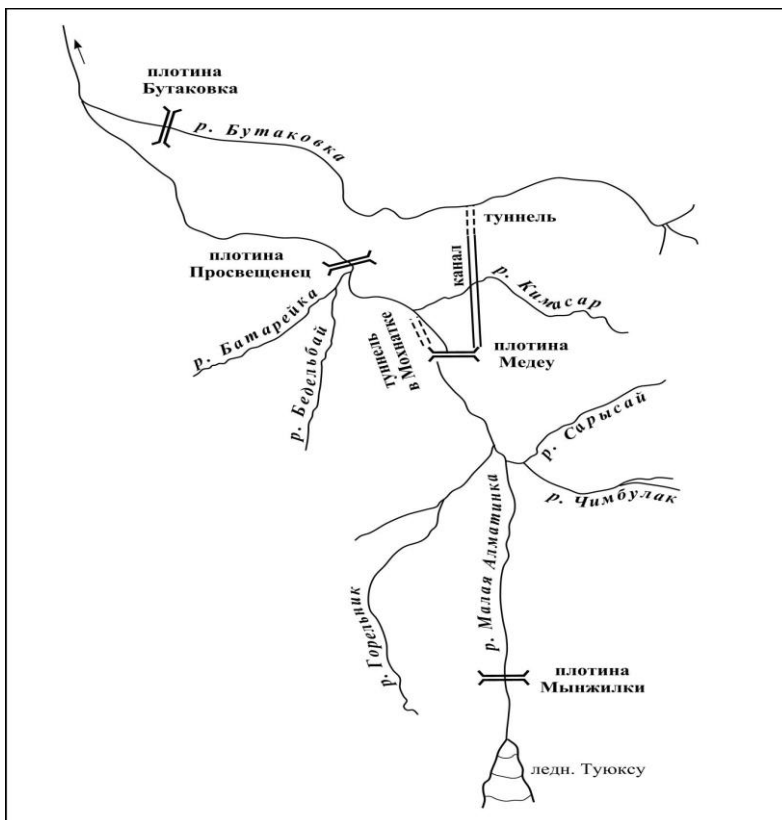 плотина
Бутаковка
р. Бутаковка
туннель
плотина
Просвещенец
канал
р. Кимасар
р. Батарейка
туннель
в Мохнатке
плотина
Медеу
р. Бедельбай
р. Сарысай
р. Чимбулак
р. Малая Алматинка
р. Горельник
плотина
Мынжилки
ледн. Туюксу